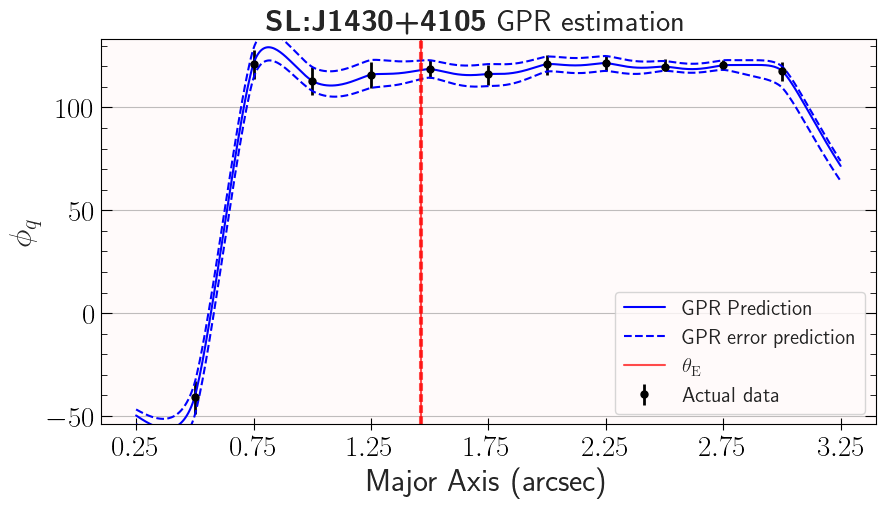 SL:J1430+4105 GPR estimation
ϕq
100
50
0
−50
GPR Prediction
GPR error prediction
θE
Actual data
0.25 0.75 1.25 1.75 2.25 2.75 3.25
Major Axis (arcsec)